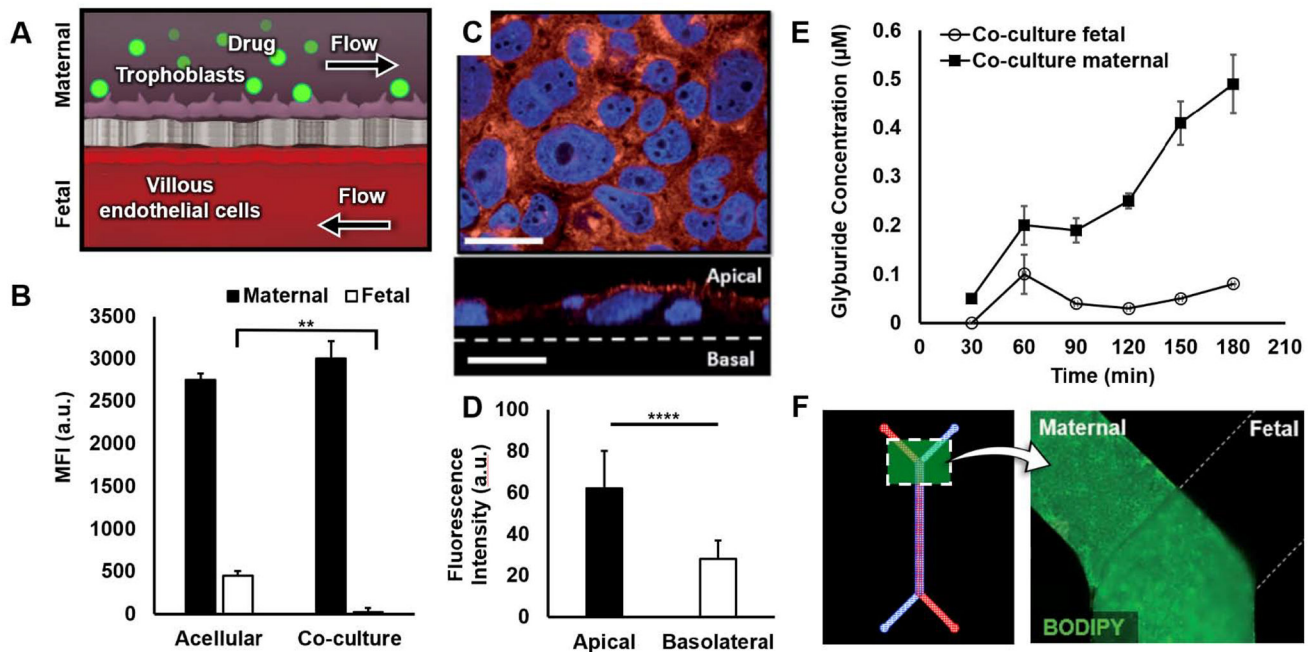 A
Maternal
Fetal
Drug
Flow
Trophoblasts
Villous
endothelial cells
Flow
B
Maternal
Fetal
**
MFI (a.u.)
3500
3000
2500
2000
1500
1000
500
0
Acellular
Co-culture
C
Apical
Basal
D
Fluorescence
Intensity (a.u.)
100
80
60
40
20
0
****
Apical
Basolateral
E
Co-culture fetal
Co-culture maternal
Glyburide Concentration (µM)
0.6
0.5
0.4
0.3
0.2
0.1
0
0
30
60
90
120
150
180
210
Time (min)
F
Maternal
Fetal
BODIPY